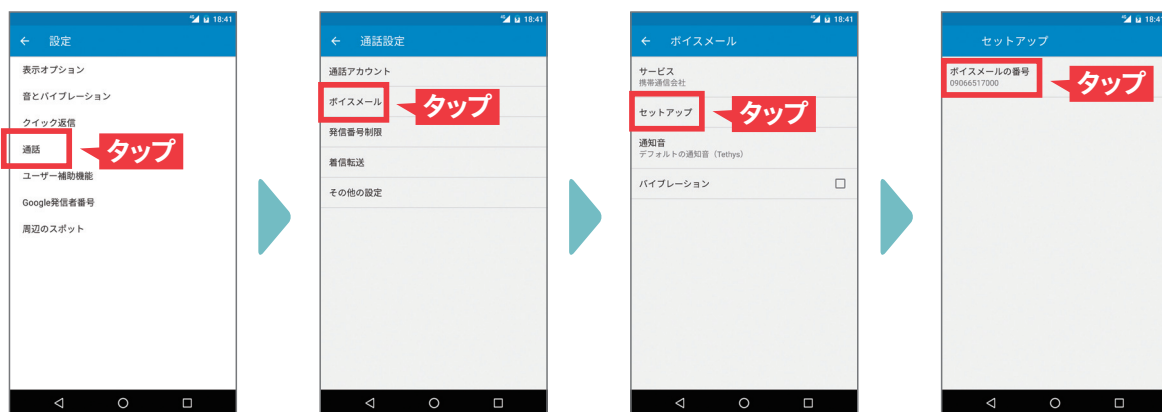 18:41
設定
表示オプション
音とバイブレーション
クイック返信
通話
タップ
ユーザー補助機能
Google発信者番号
周辺のスポット
18:41
通話設定
通話アカウント
ボイスメール
タップ
発信番号制限
着信転送
その他の設定
18:41
ボイスメール
サービス
携帯通信会社
セットアップ
タップ
通知音
デフォルトの通知音（Tethys）
バイブレーション
18:41
セットアップ
ボイスメールの番号
09066517000
タップ